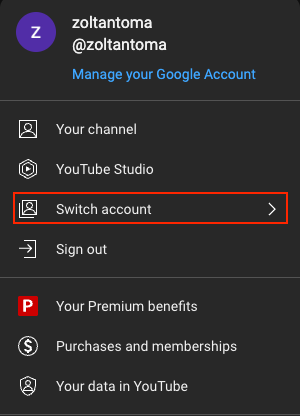 Z
zoltantoma
@zoltantoma
Manage your Google Account
Your channel
YouTube Studio
Switch account
Sign out
P
Your Premium benefits
$
Purchases and memberships
Your data in YouTube